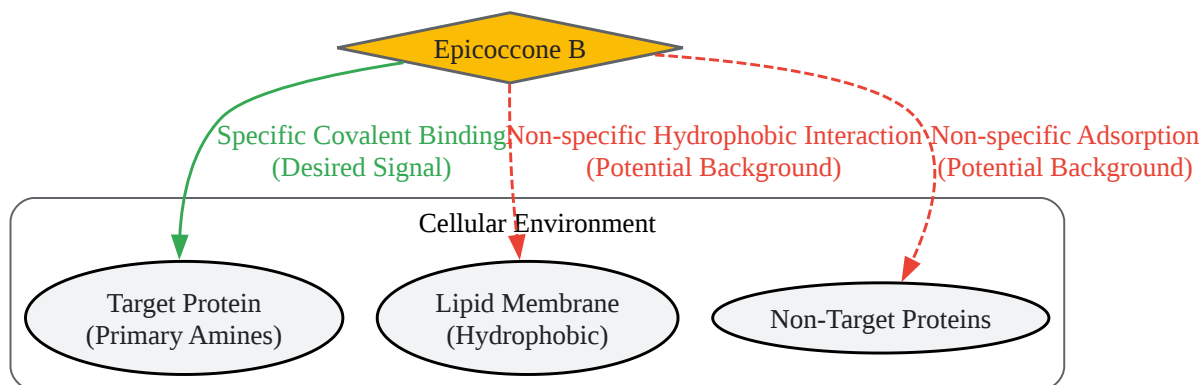 Epicoccone B
Specific Covalent Binding
(Desired Signal)
Non-specific Hydrophobic Interaction
(Potential Background)
Non-specific Adsorption
(Potential Background)
Cellular Environment
Target Protein
(Primary Amines)
Lipid Membrane
(Hydrophobic)
Non-Target Proteins